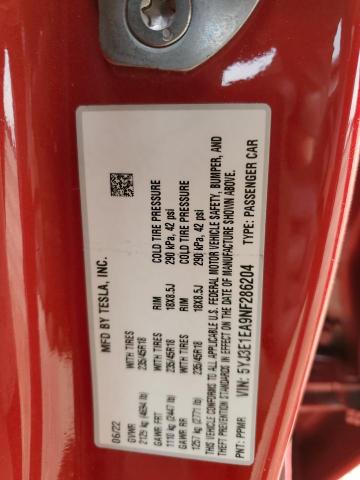 MFD BY TESLA, INC.
06/22
GVWR
2129 kg (4694 lb)
WITH TIRES
235/45R18
RIM
18X8.5J
COLD TIRE PRESSURE
290 kPa, 42 psi
GAWR FRT
1110 kg (2447 lb)
WITH TIRES
235/45R18
RIM
18X8.5J
COLD TIRE PRESSURE
290 kPa, 42 psi
GAWR RR
1257 kg (2771 lb)
THIS VEHICLE CONFORMS TO ALL APPLICABLE U.S. FEDERAL MOTOR VEHICLE SAFETY, BUMPER, AND
THEFT PREVENTION STANDARDS IN EFFECT ON THE DATE OF MANUFACTURE SHOWN ABOVE.
PNT: PPMR
VIN: 5YJ3E1EA9NF286204
TYPE: PASSENGER CAR